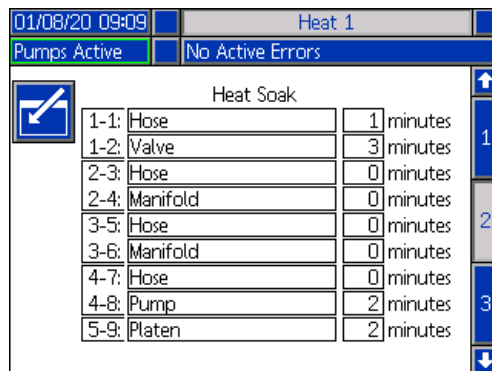 01/08/20 09:09 Heat 1
Pumps Active No Active Errors
Heat Soak
1-1: Hose 1 minutes
1-2: Valve 3 minutes
2-3: Hose 0 minutes
2-4: Manifold 0 minutes
3-5: Hose 0 minutes
3-6: Manifold 0 minutes
4-7: Hose 0 minutes
4-8: Pump 2 minutes
5-9: Platen 2 minutes
1
2
3